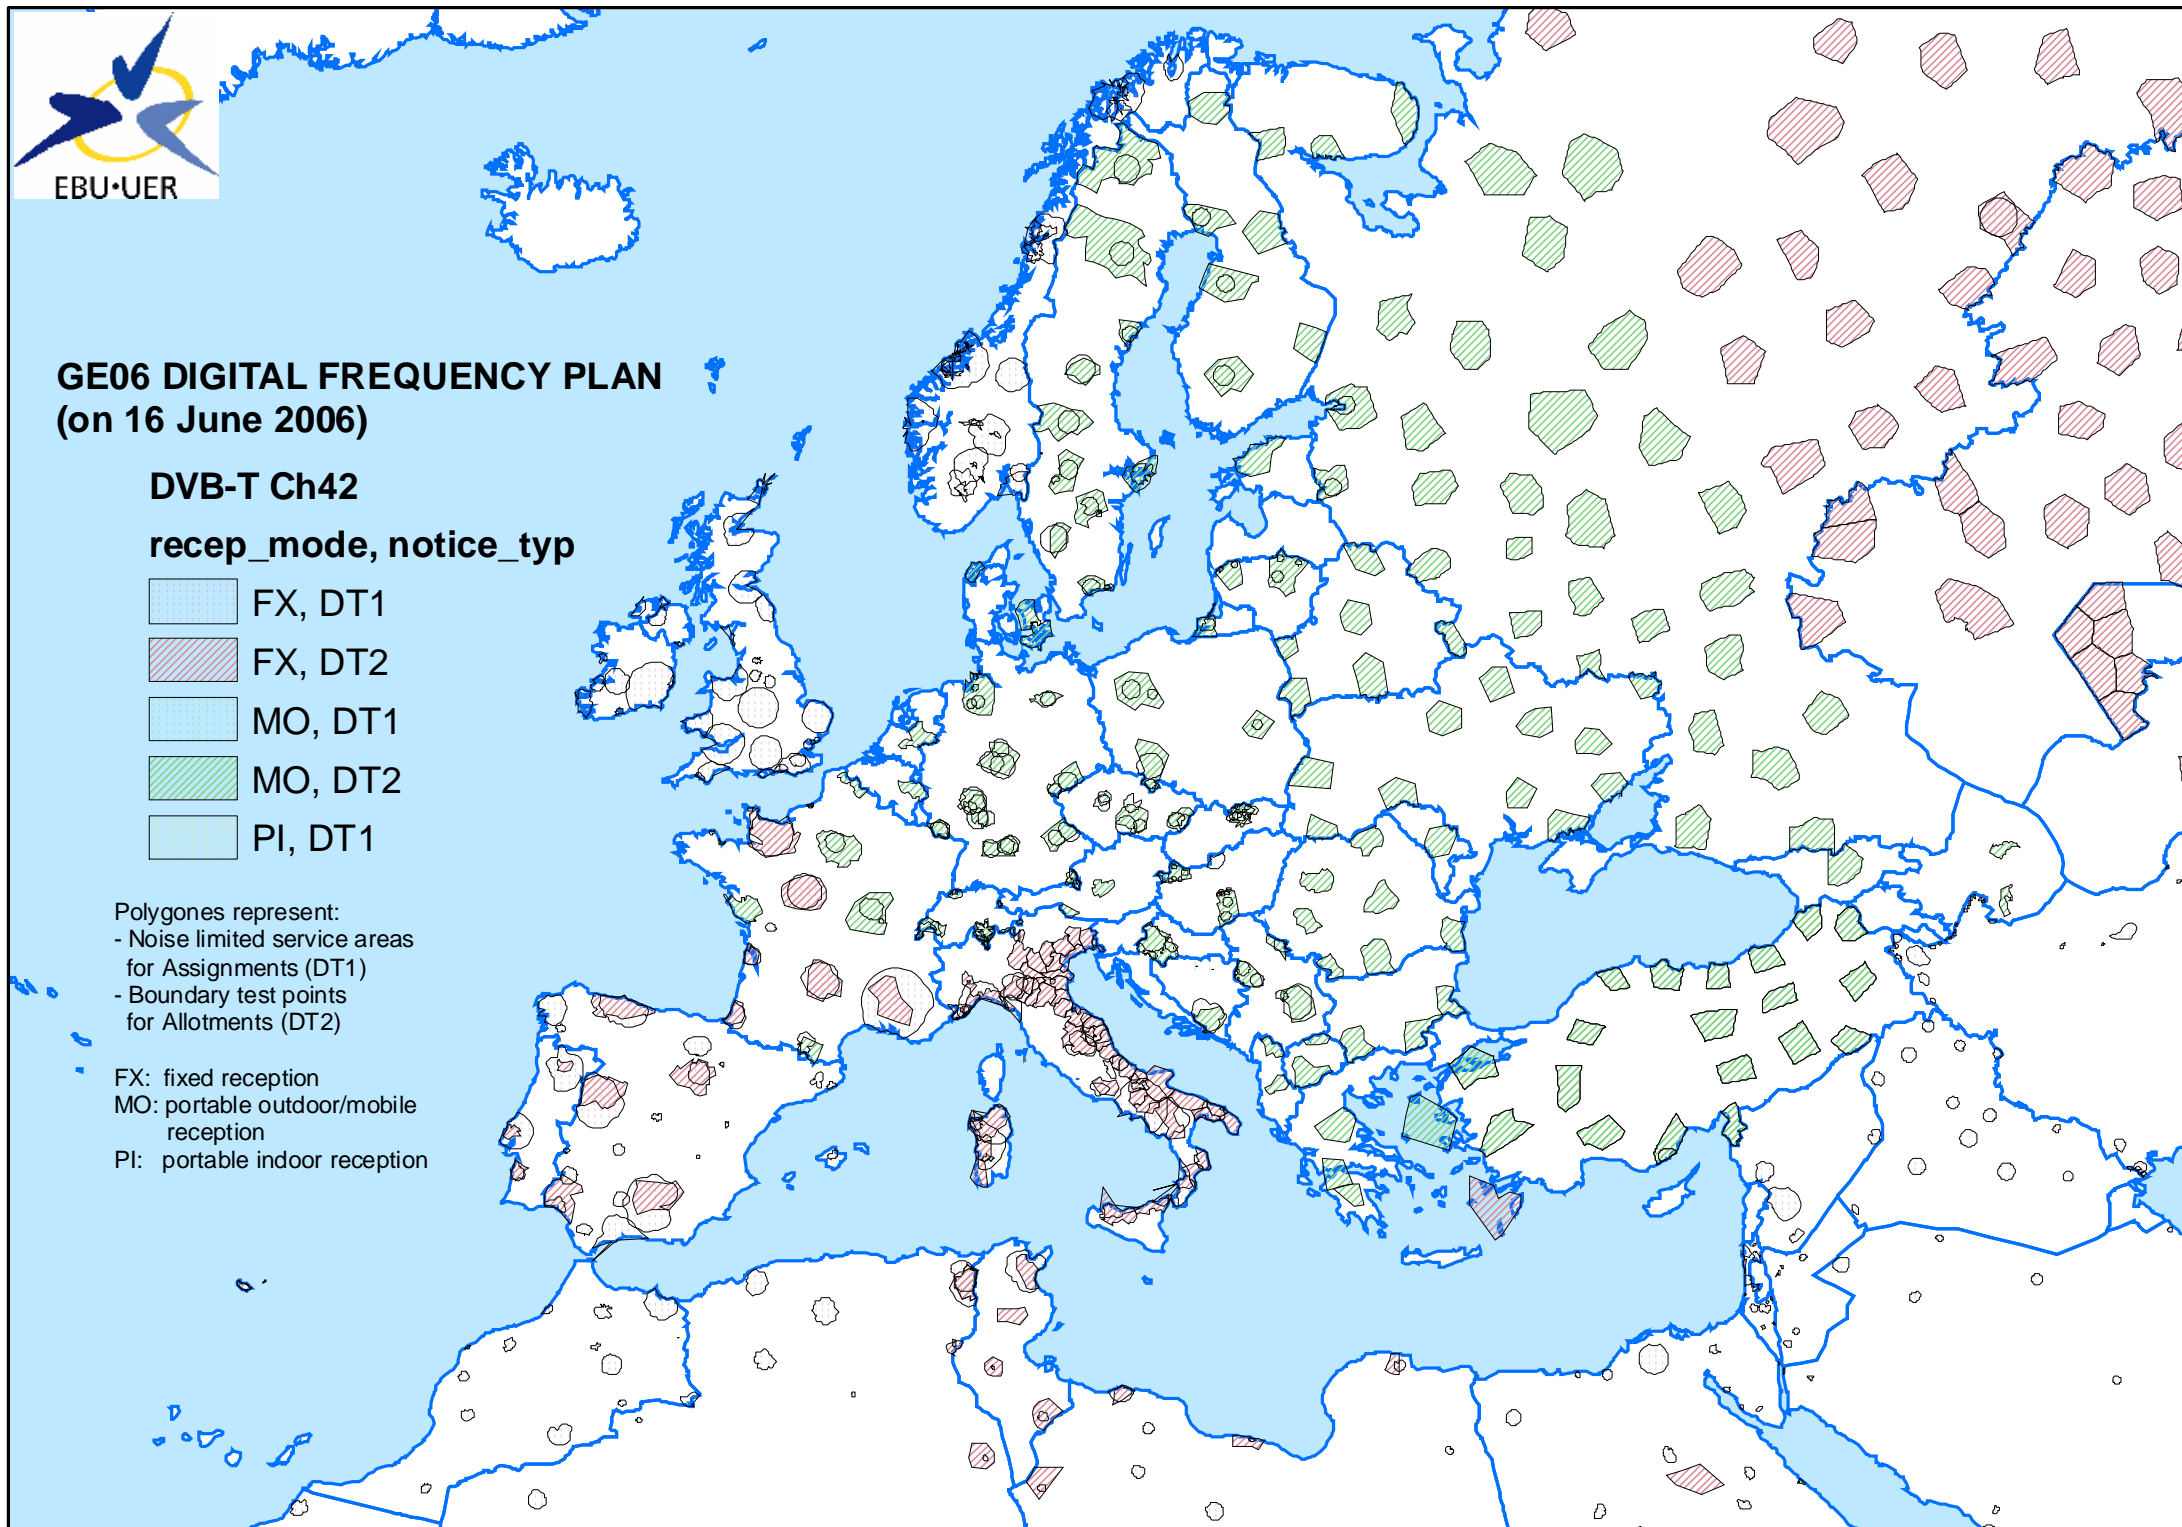 EBU•UER
GE06 DIGITAL FREQUENCY PLAN
(on 16 June 2006)
DVB-T Ch42
recep_mode, notice_typ
FX, DT1
FX, DT2
MO, DT1
MO, DT2
PI, DT1
Polygones represent:
- Noise limited service areas
for Assignments (DT1)
- Boundary test points
for Allotments (DT2)
FX: fixed reception
MO: portable outdoor/mobile
reception
PI: portable indoor reception